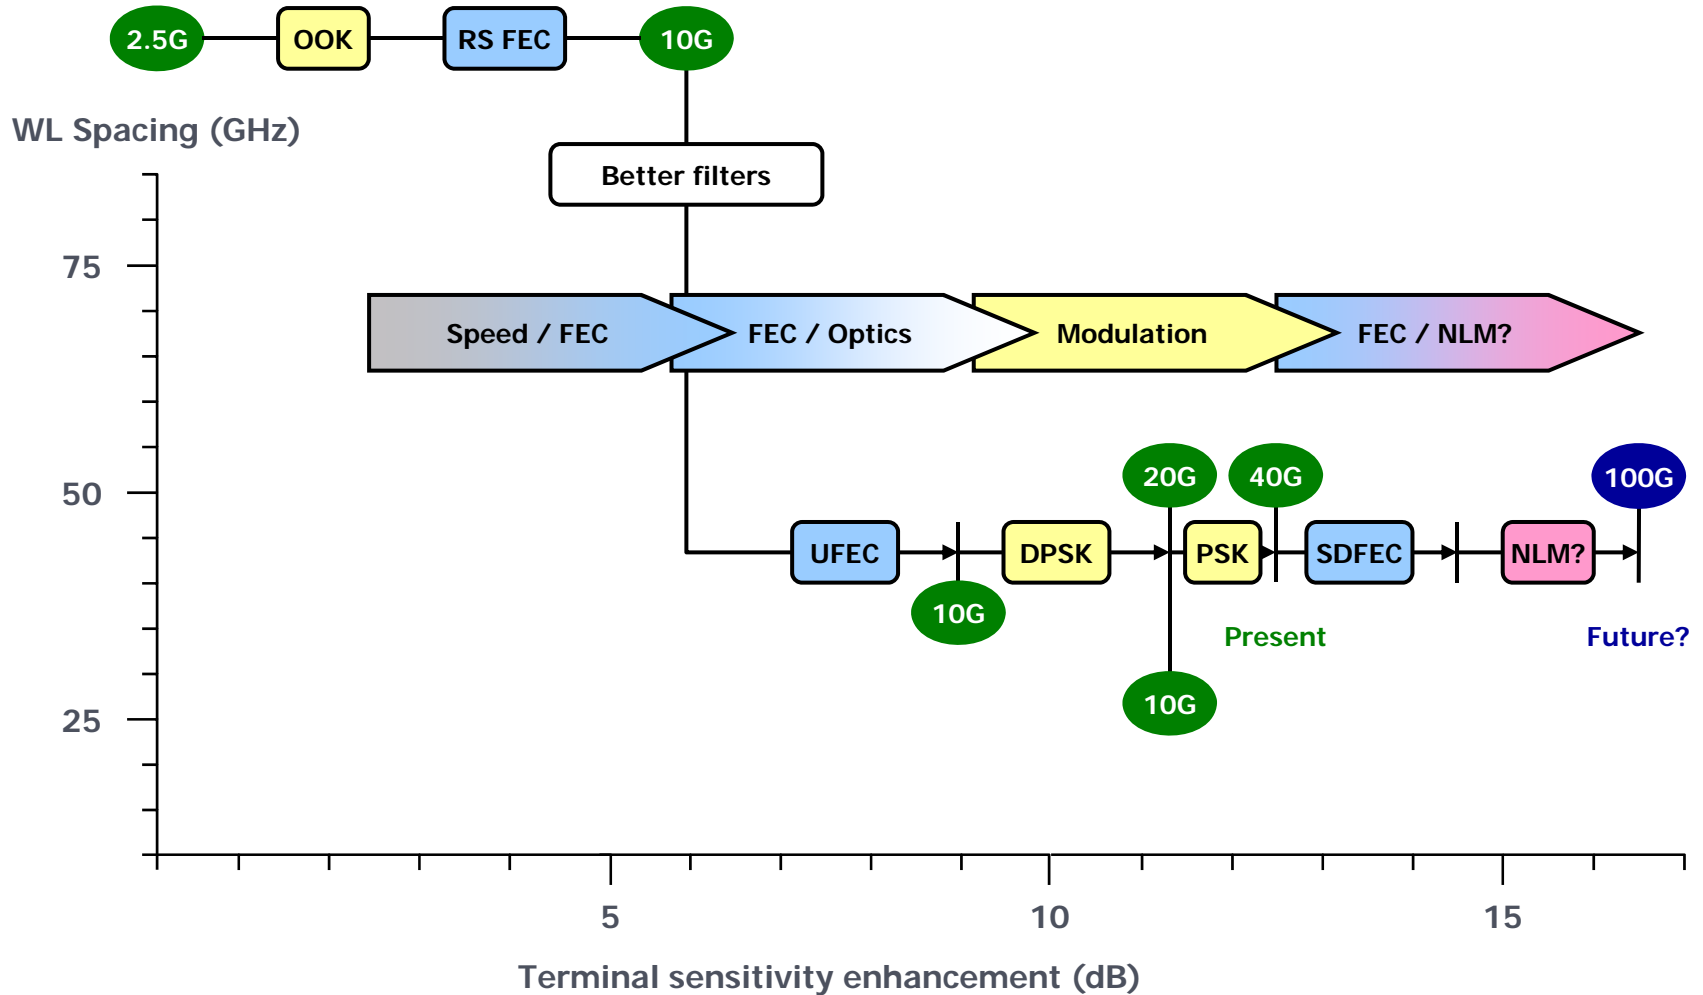 2.5G
OOK
RS FEC
10G
WL Spacing (GHz)
Better filters
75
Speed / FEC
FEC / Optics
Modulation
FEC / NLM?
50
20G
40G
100G
UFEC
DPSK
PSK
SDFEC
NLM?
10G
Present
Future?
10G
25
5
10
15
Terminal sensitivity enhancement (dB)